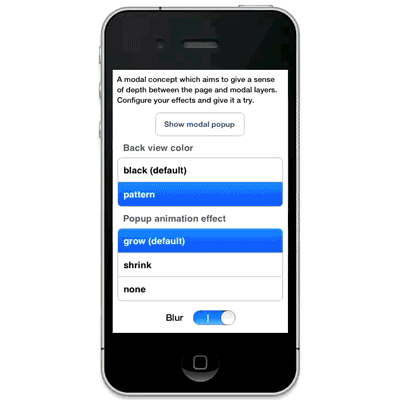 A modal concept which aims to give a sense
of depth between the page and modal layers.
Configure your effects and give it a try.
Show modal popup
Back view color
black (default)
pattern
Popup animation effect
grow (default)
shrink
none
Blur